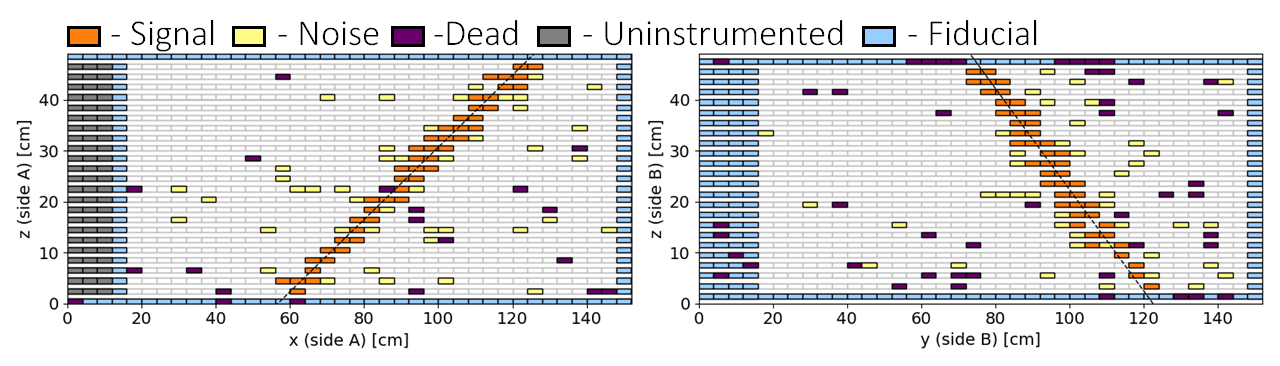 - Signal - Noise -Dead - Uninstrumented - Fiducial
40
30
20
10
0
z (side A) [cm]
0 20 40 60 80 100 120 140
x (side A) [cm]
40
30
20
10
0
z (side B) [cm]
0 20 40 60 80 100 120 140
y (side B) [cm]